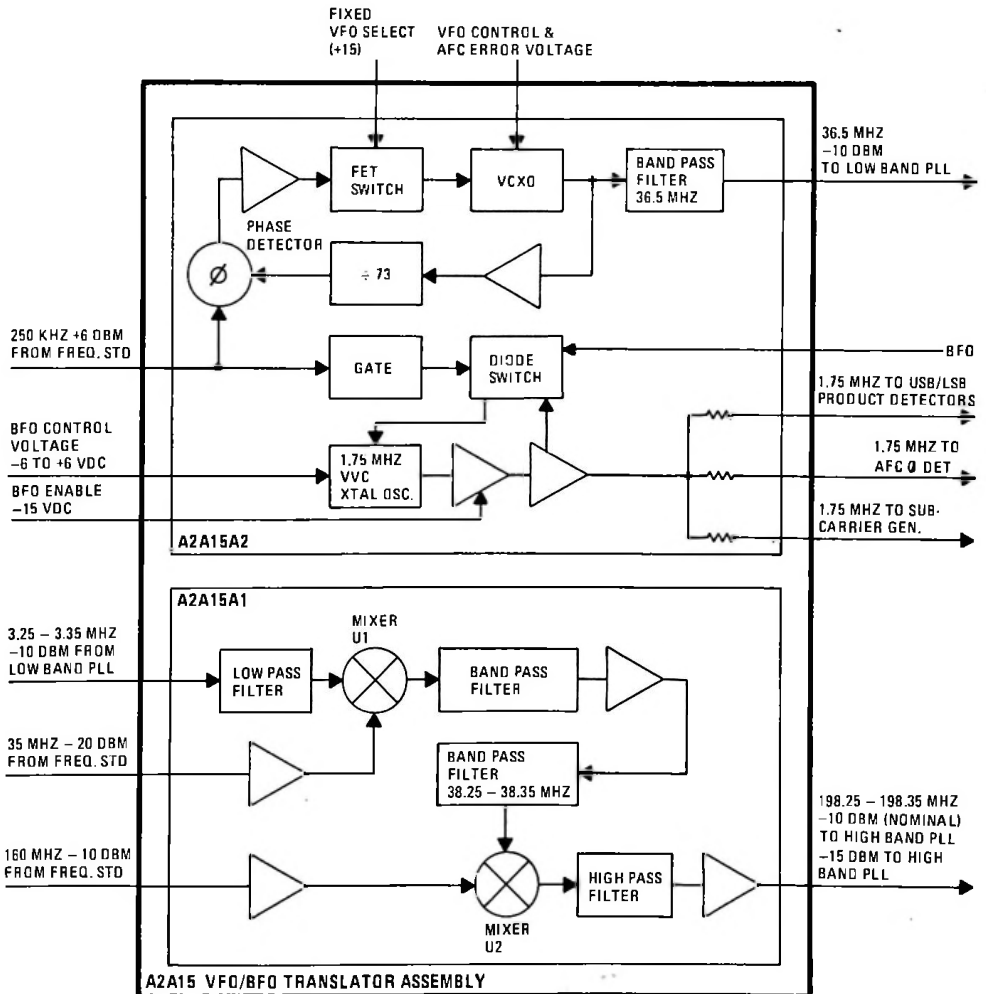 FIXED
VFO SELECT
(+15)
VFO CONTROL &
AFC ERROR VOLTAGE
36.5 MHZ
–10 DBM
TO LOW BAND PLL
FET
SWITCH
VCXO
BAND PASS
FILTER
36.5 MHZ
PHASE
DETECTOR
Ø
÷ 73
250 KHZ +6 DBM
FROM FREQ. STD
GATE
DIODE
SWITCH
BFO
1.75 MHZ TO USB/LSB
PRODUCT DETECTORS
BFO CONTROL
VOLTAGE
–6 TO +6 VDC
1.75 MHZ
VVC
XTAL OSC.
1.75 MHZ TO
AFC Ø DET
BFO ENABLE
–15 VDC
1.75 MHZ TO SUB-
CARRIER GEN.
A2A15A2
A2A15A1
3.25 – 3.35 MHZ
–10 DBM FROM
LOW BAND PLL
LOW PASS
FILTER
MIXER
U1
BAND PASS
FILTER
35 MHZ – 20 DBM
FROM FREQ. STD
BAND PASS
FILTER
38.25 – 38.35 MHZ
160 MHZ – 10 DBM
FROM FREQ. STD
MIXER
U2
HIGH PASS
FILTER
198.25 – 198.35 MHZ
–10 DBM (NOMINAL)
TO HIGH BAND PLL
–15 DBM TO HIGH
BAND PLL
A2A15 VFO/BFO TRANSLATOR ASSEMBLY